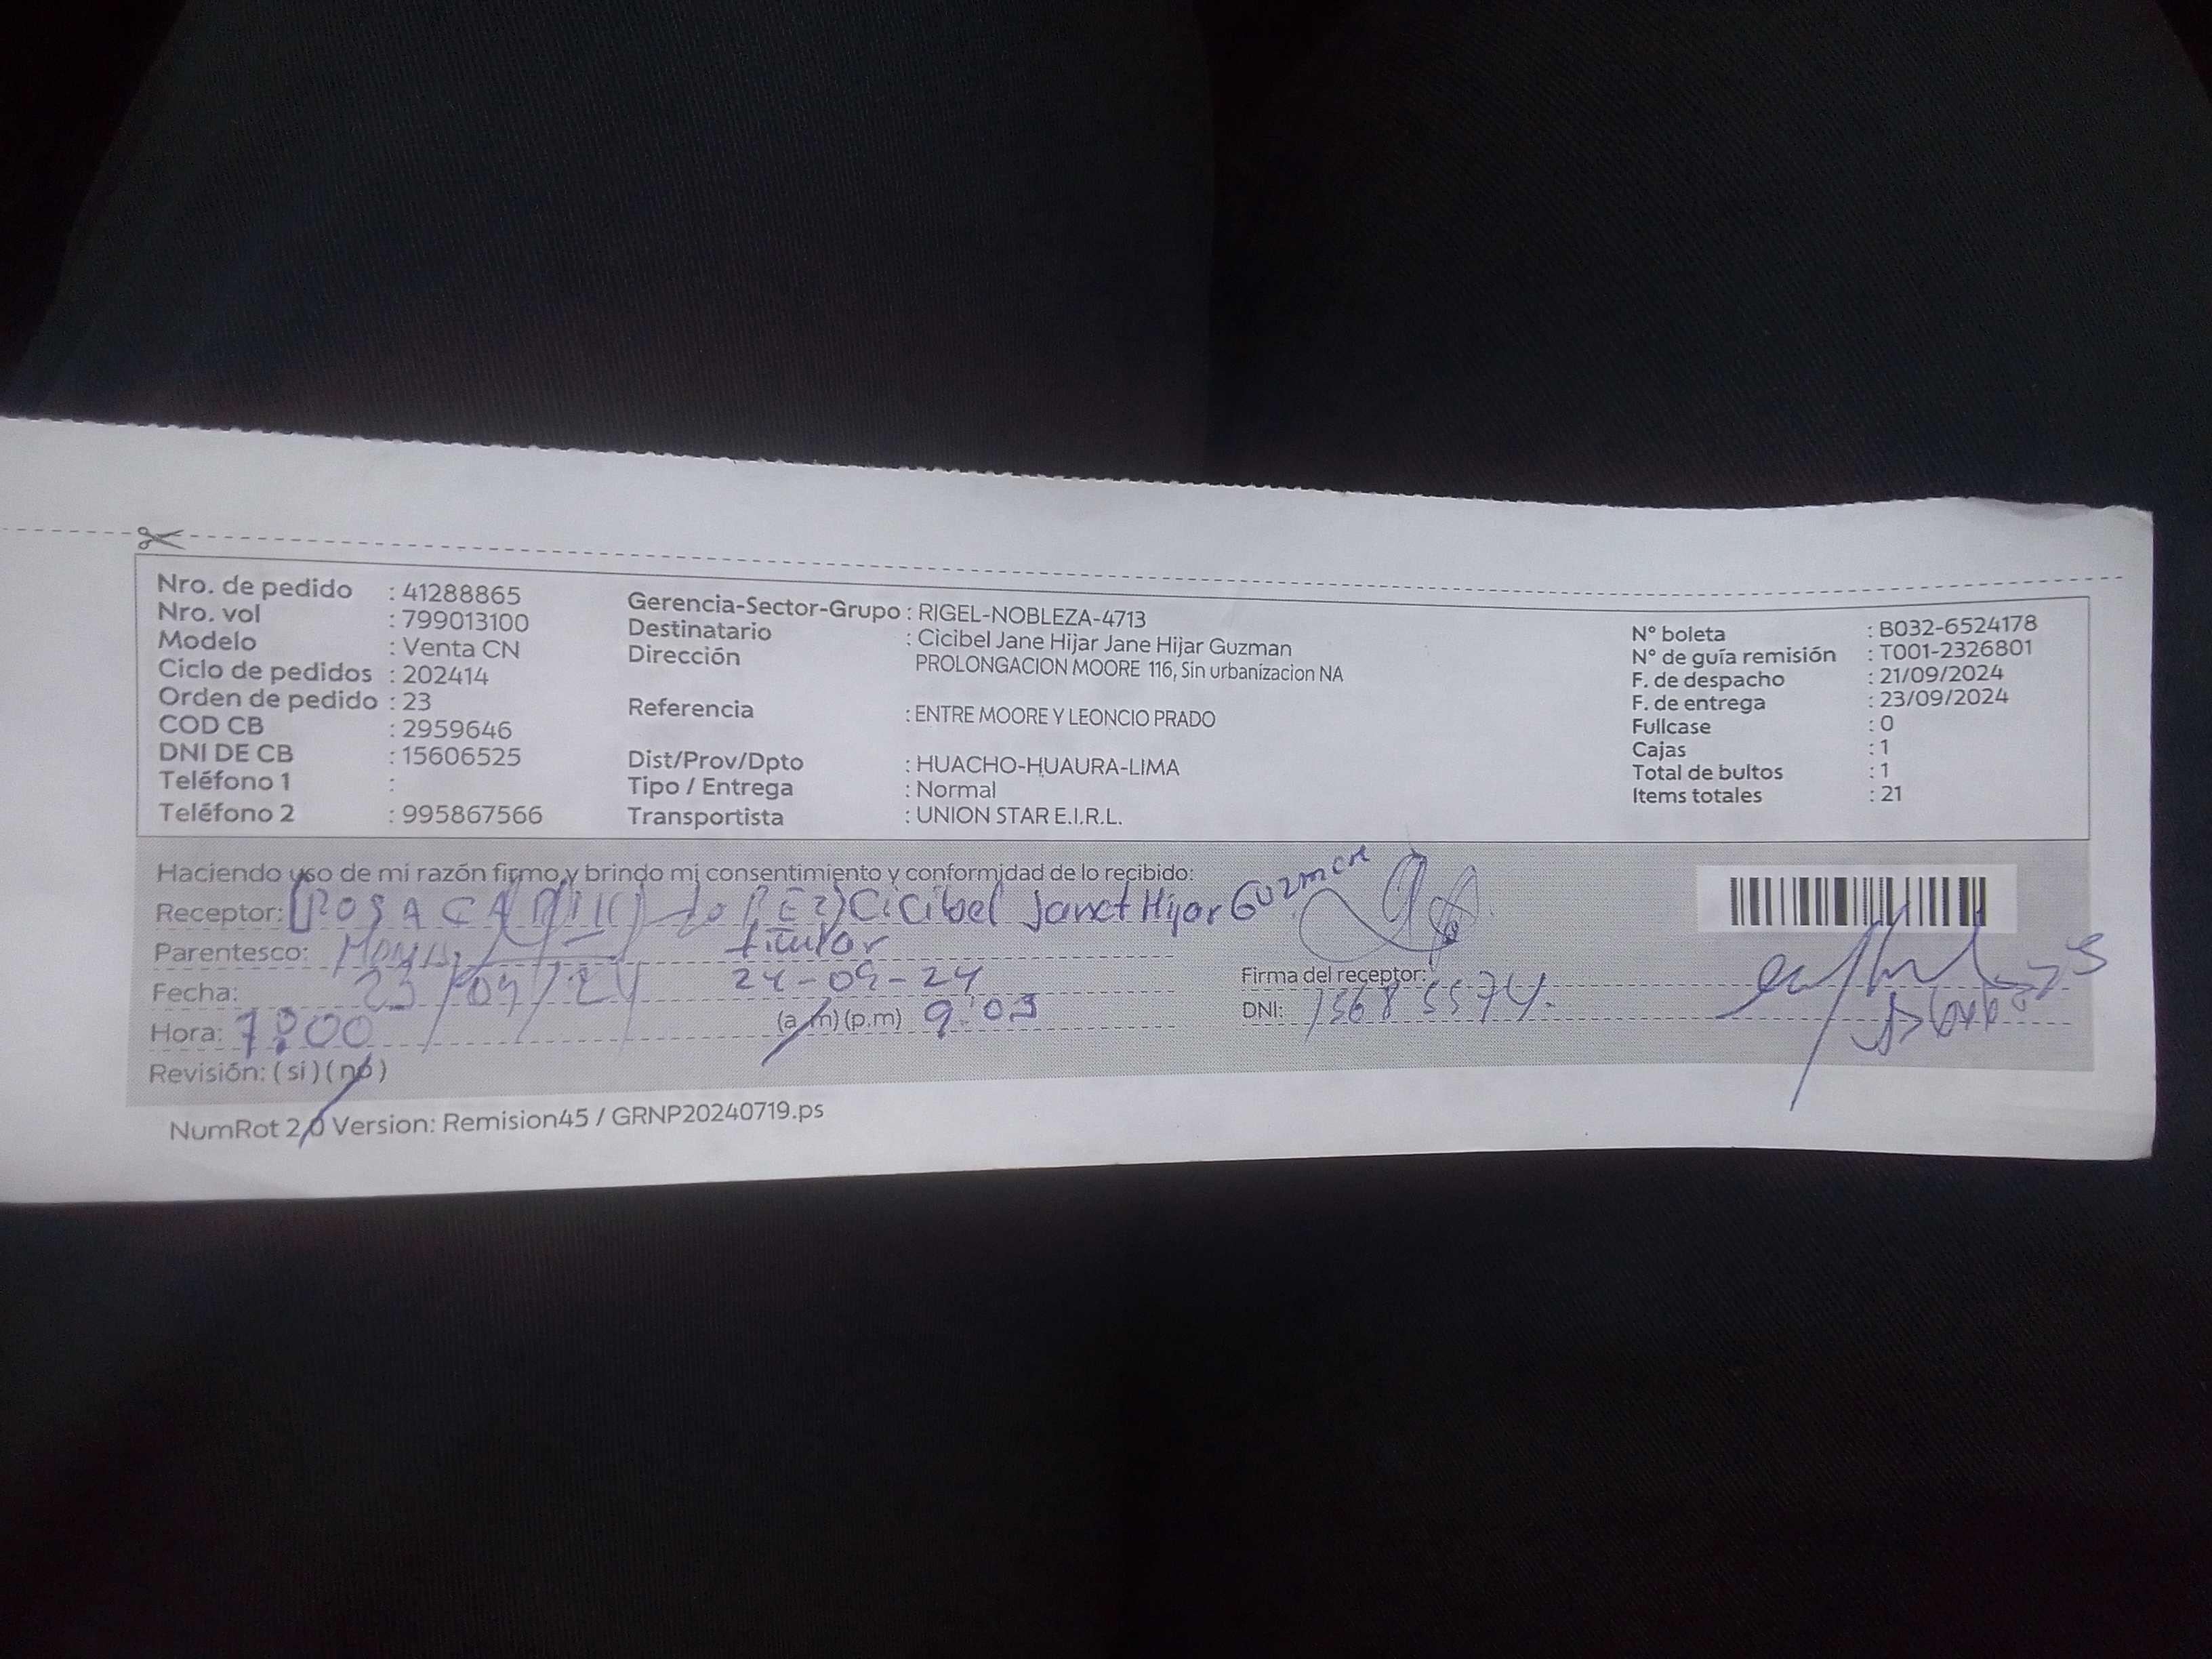 Nro. de pedido : 41288865
Nro. vol : 799013100
Modelo : Venta CN
Ciclo de pedidos : 202414
Orden de pedido : 23
COD CB : 2959646
DNI DE CB : 15606525
Teléfono 1 :
Teléfono 2 : 995867566
Gerencia-Sector-Grupo : RIGEL-NOBLEZA-4713
Destinatario : Cicibel Jane Hijar Jane Hijar Guzman
Dirección PROLONGACION MOORE 116, Sin urbanizacion NA
Referencia : ENTRE MOORE Y LEONCIO PRADO
Dist/Prov/Dpto : HUACHO-HUAURA-LIMA
Tipo / Entrega : Normal
Transportista : UNION STAR E.I.R.L.
N° boleta : B032-6524178
N° de guía remisión : T001-2326801
F. de despacho : 21/09/2024
F. de entrega : 23/09/2024
Fullcase : 0
Cajas : 1
Total de bultos : 1
Items totales : 21
Haciendo uso de mi razón firmo y brindo mi consentimiento y conformidad de lo recibido:
Receptor: ROSA Cicibel Janet Hijar Guzman
Parentesco: titular
Fecha: 23/09/24 24-09-24
Hora: 7:00 (a.m) (p.m) 9:03
Revisión: (si) (no)
Firma del receptor:
DNI: 15685574.
NumRot 2.0 Version: Remision45 / GRNP20240719.ps